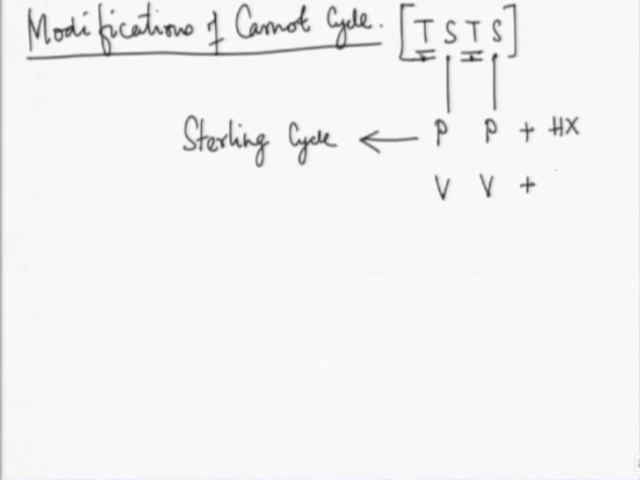 Modifications of Carnot Cycle. [T S T S]
Sterling Cycle ← P P + HX
V V +